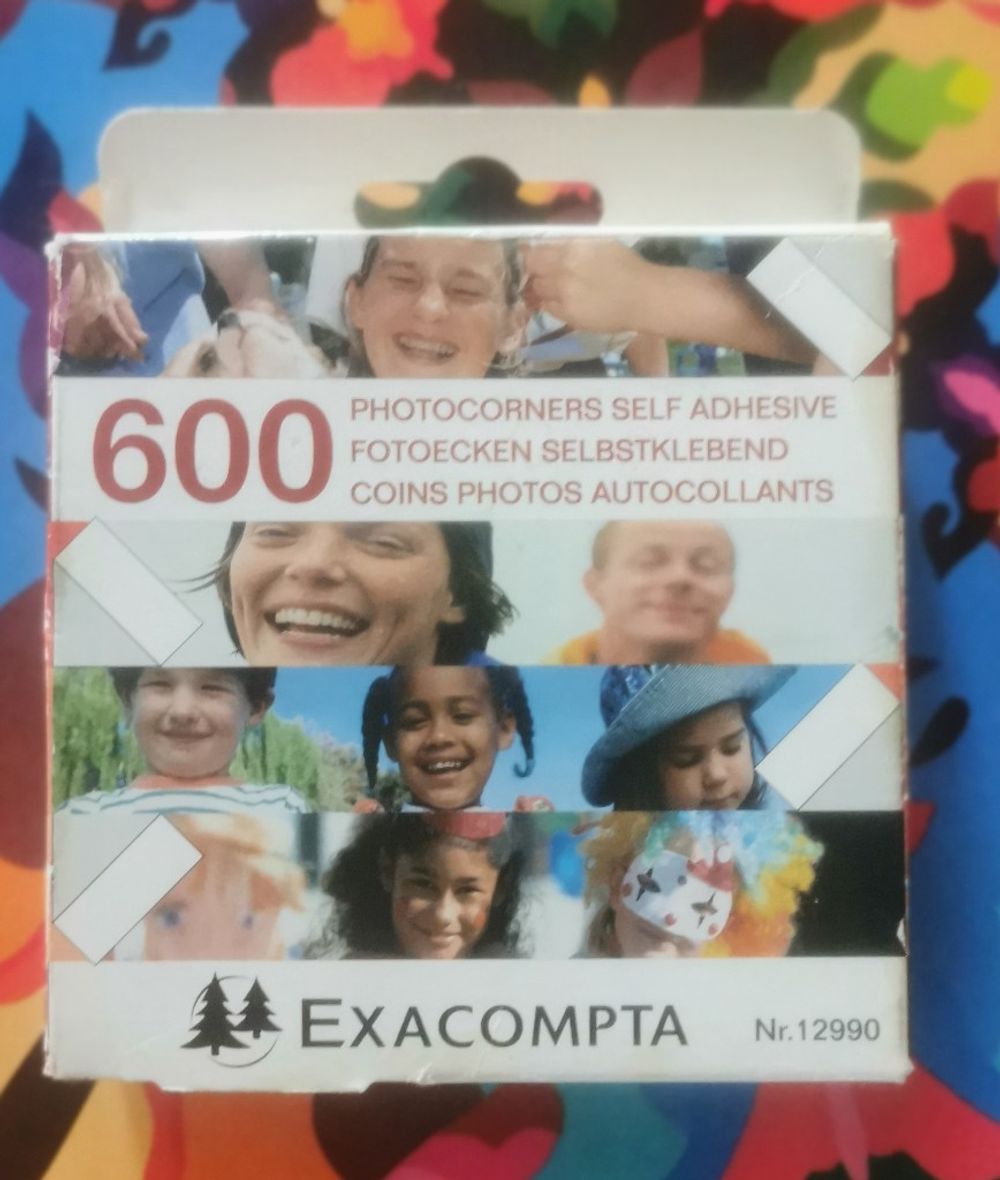 600
PHOTOCORNERS SELF ADHESIVE
FOTOECKEN SELBSTKLEBEND
COINS PHOTOS AUTOCOLLANTS
EXACOMPTA
Nr.12990